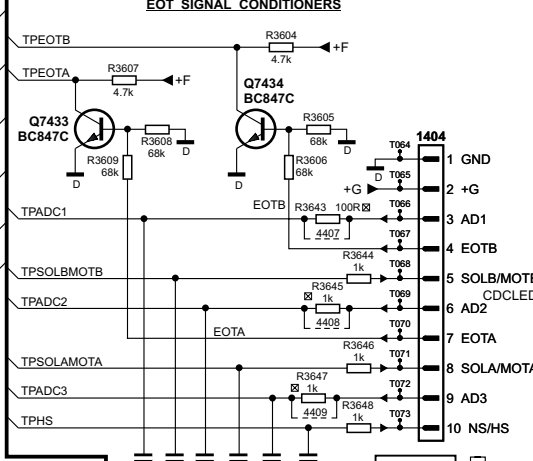 EOT SIGNAL CONDITIONERS
TPEOTB
R3604
4.7k
+F
TPEOTA
R3607
4.7k
+F
Q7434
BC847C
Q7433
BC847C
R3608
68k
D
R3605
68k
D
R3609
68k
R3606
68k
D
D
1404
T064
1 GND
D
T065
+G
2 +G
EOTB
TPADC1
R3643
100R
4407
T066
3 AD1
T067
4 EOTB
R3644
1k
TPSOLBMOTB
T068
5 SOLB/MOTB
CDCLED
R3645
1k
TPADC2
4408
T069
6 AD2
EOTA
T070
7 EOTA
R3646
1k
TPSOLAMOTA
T071
8 SOLA/MOTA
R3647
1k
TPADC3
4409
T072
9 AD3
R3648
1k
TPHS
T073
10 NS/HS